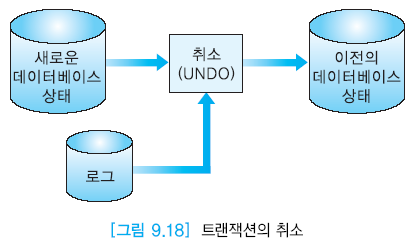 새로운
데이터베이스
상태
취소
(UNDO)
이전의
데이터베이스
상태
로그
[그림 9.18] 트랜잭션의 취소